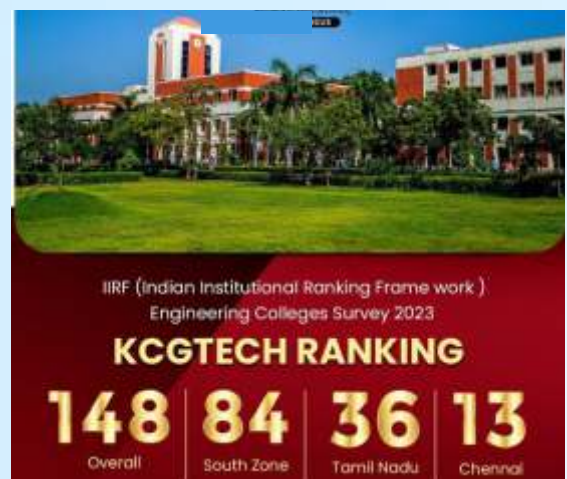 IIRF (Indian Institutional Ranking Frame work )
Engineering Colleges Survey 2023
KCGTECH RANKING
148 84 36 13
Overall South Zone Tamil Nadu Chennai